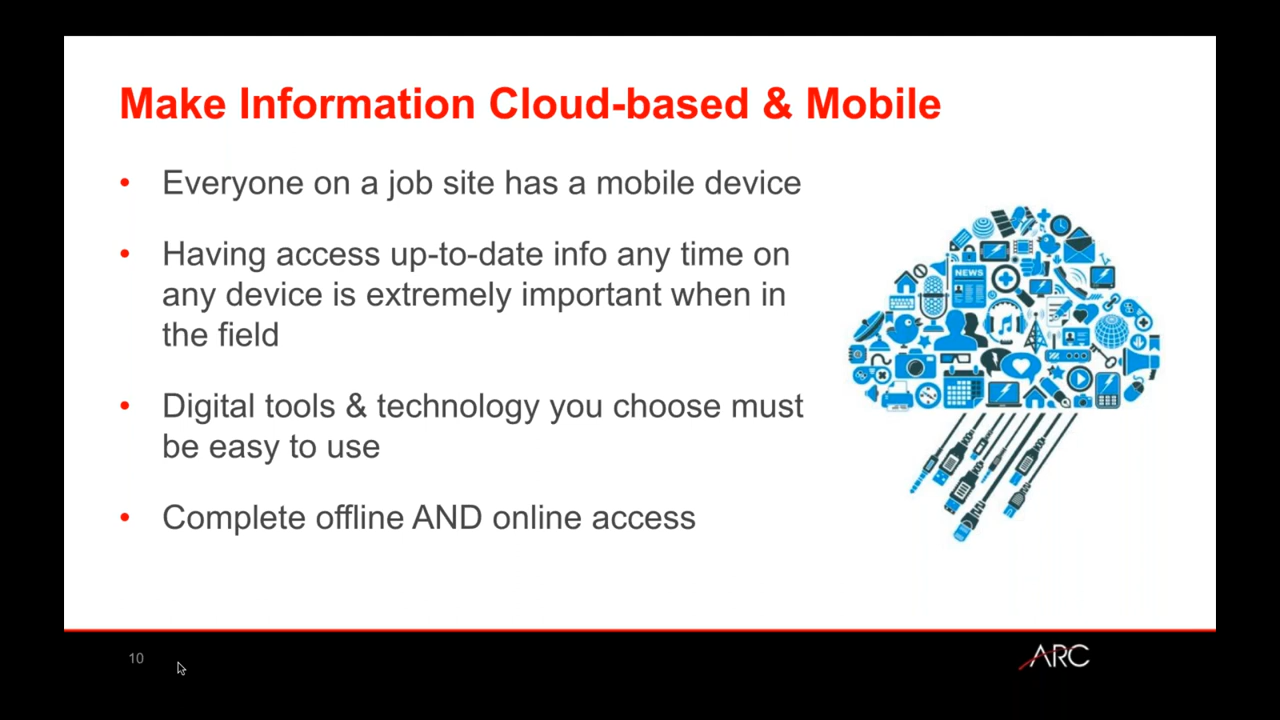 Make Information Cloud-based & Mobile
• Everyone on a job site has a mobile device
• Having access up-to-date info any time on
any device is extremely important when in
the field
• Digital tools & technology you choose must
be easy to use
• Complete offline AND online access
NEWS
10
ARC